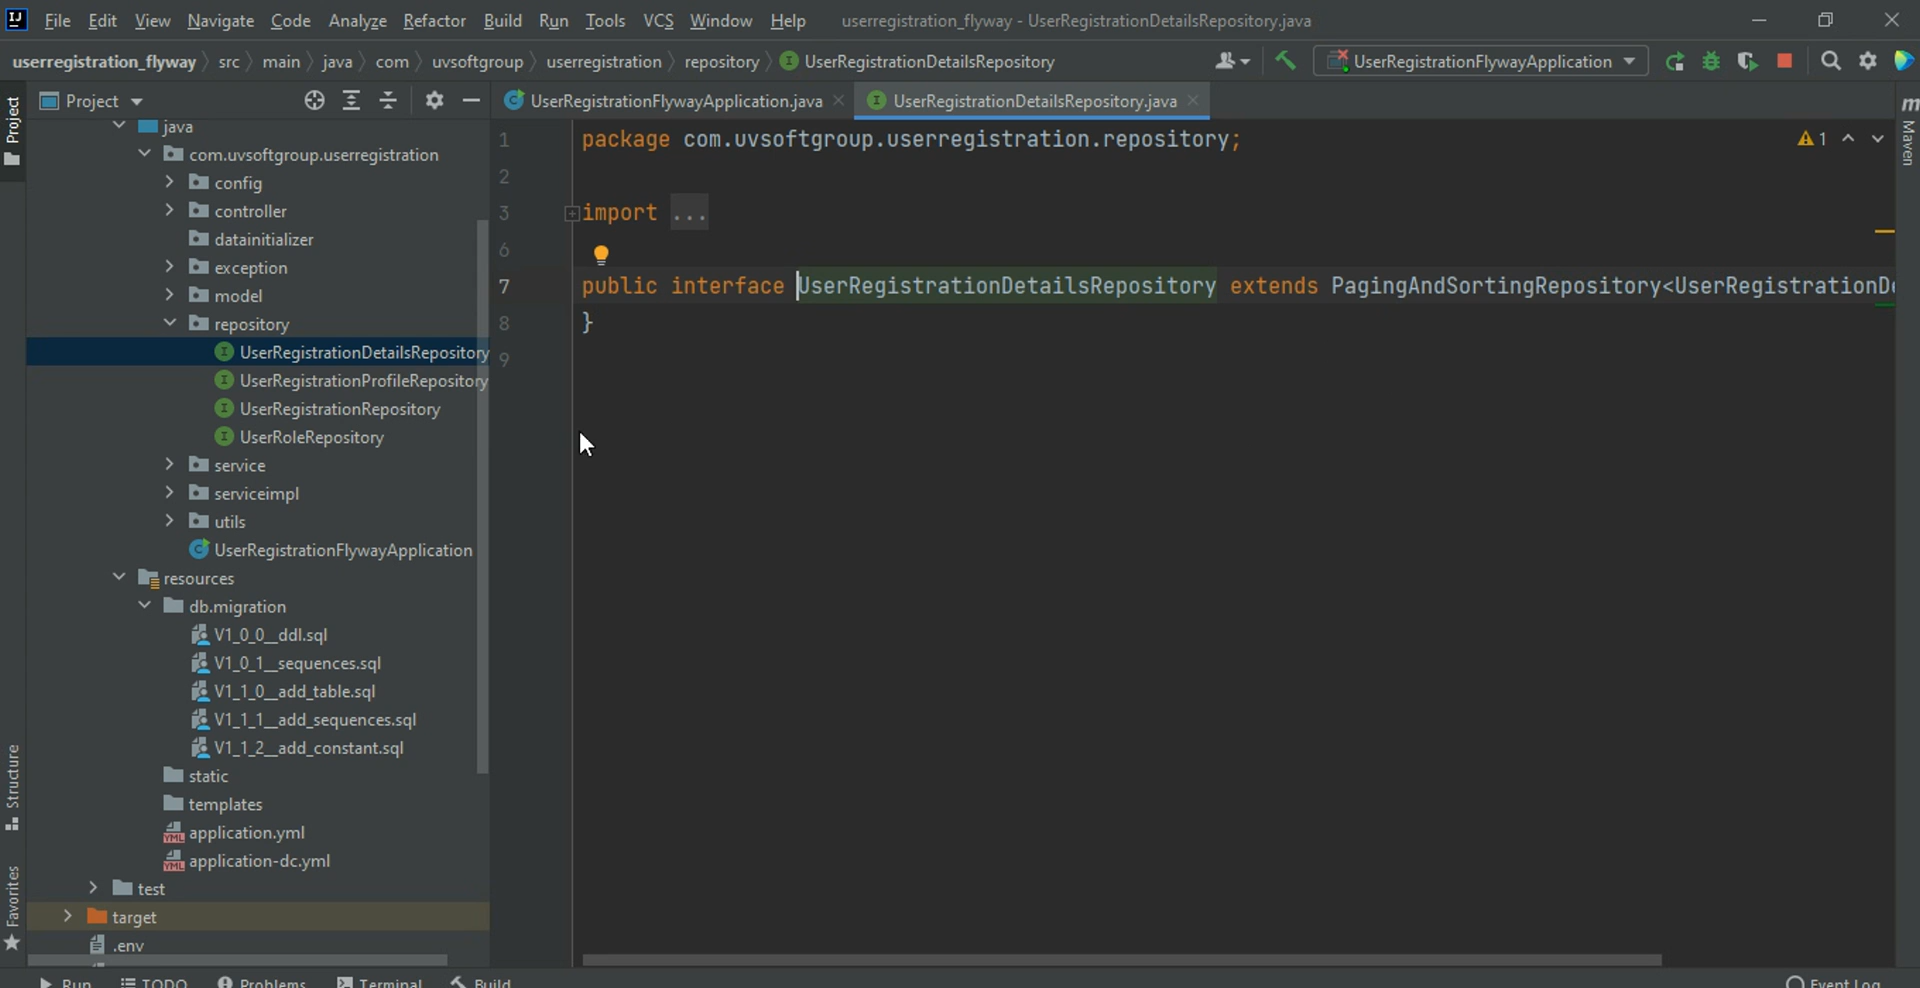 File Edit View Navigate Code Analyze Refactor Build Run Tools VCS Window Help userregistration_flyway - UserRegistrationDetailsRepository.java
userregistration_flyway src main java com uvsoftgroup userregistration repository UserRegistrationDetailsRepository UserRegistrationFlywayApplication
Project
UserRegistrationFlywayApplication.java UserRegistrationDetailsRepository.java
java
com.uvsoftgroup.userregistration
config
controller
datainitializer
exception
model
repository
UserRegistrationDetailsRepository
UserRegistrationProfileRepository
UserRegistrationRepository
UserRoleRepository
service
serviceimpl
utils
UserRegistrationFlywayApplication
resources
db.migration
V1_0_0__ddl.sql
V1_0_1__sequences.sql
V1_1_0__add_table.sql
V1_1_1__add_sequences.sql
V1_1_2__add_constant.sql
static
templates
application.yml
application-dc.yml
test
target
.env
1 package com.uvsoftgroup.userregistration.repository;
2
3 import ...
6
7 public interface UserRegistrationDetailsRepository extends PagingAndSortingRepository<UserRegistrationDe
8 }
9
1
Project
Structure
Favorites
Maven
Run TODO Problems Terminal Build Event Log